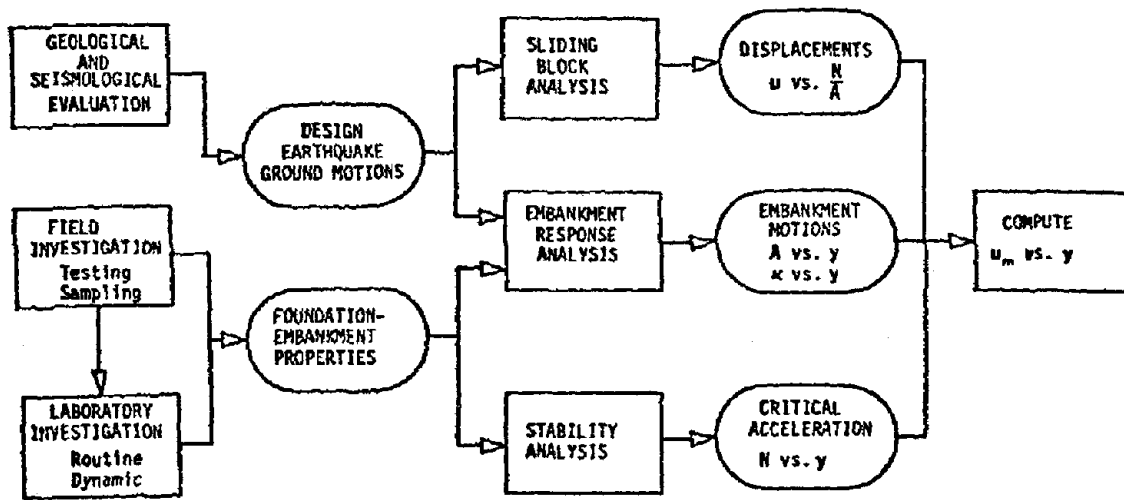 GEOLOGICAL
AND
SEISMOLOGICAL
EVALUATION
DESIGN
EARTHQUAKE
GROUND MOTIONS
SLIDING
BLOCK
ANALYSIS
DISPLACEMENTS
u vs. N/A
FIELD
INVESTIGATION
Testing
Sampling
FOUNDATION-
EMBANKMENT
PROPERTIES
EMBANKMENT
RESPONSE
ANALYSIS
EMBANKMENT
MOTIONS
A vs. y
κ vs. y
COMPUTE
uₘ vs. y
LABORATORY
INVESTIGATION
Routine
Dynamic
STABILITY
ANALYSIS
CRITICAL
ACCELERATION
N vs. y